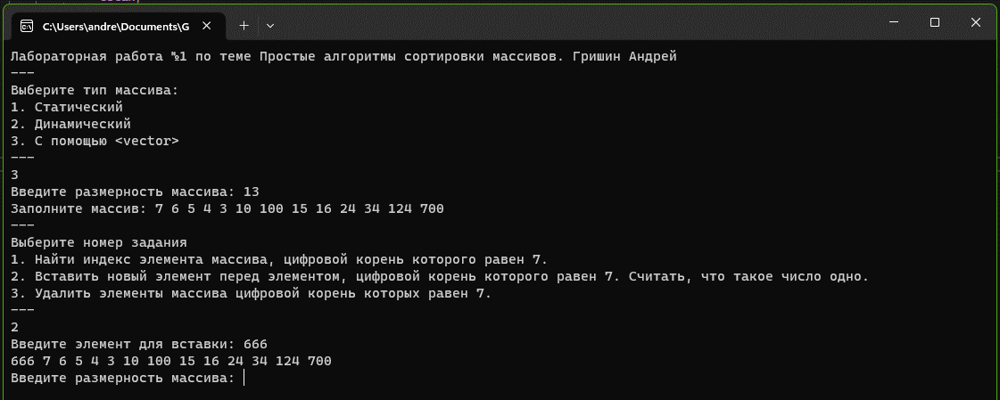 C:\Users\andre\Documents\G
Лабораторная работа №1 по теме Простые алгоритмы сортировки массивов. Гришин Андрей
---
Выберите тип массива:
1. Статический
2. Динамический
3. С помощью <vector>
---
3
Введите размерность массива: 13
Заполните массив: 7 6 5 4 3 10 100 15 16 24 34 124 700
---
Выберите номер задания
1. Найти индекс элемента массива, цифровой корень которого равен 7.
2. Вставить новый элемент перед элементом, цифровой корень которого равен 7. Считать, что такое число одно.
3. Удалить элементы массива цифровой корень которых равен 7.
---
2
Введите элемент для вставки: 666
666 7 6 5 4 3 10 100 15 16 24 34 124 700
Введите размерность массива: